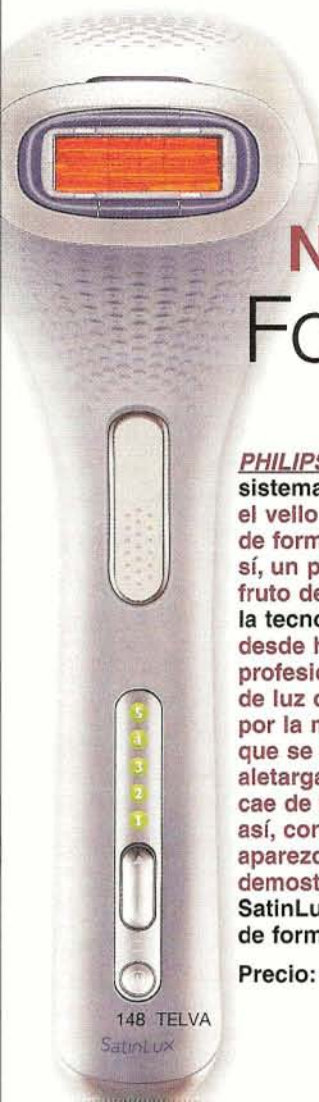 N
Fo
PHILIPS
sistema
el vello
de form
sí, un p
fruto de
la tecno
desde h
profesio
de luz
por la m
que se
aletarga
cae de
así, con
aparezc
demost
SatinLu
de form
Precio:
5
4
3
2
1
148 TELVA
SatinLux